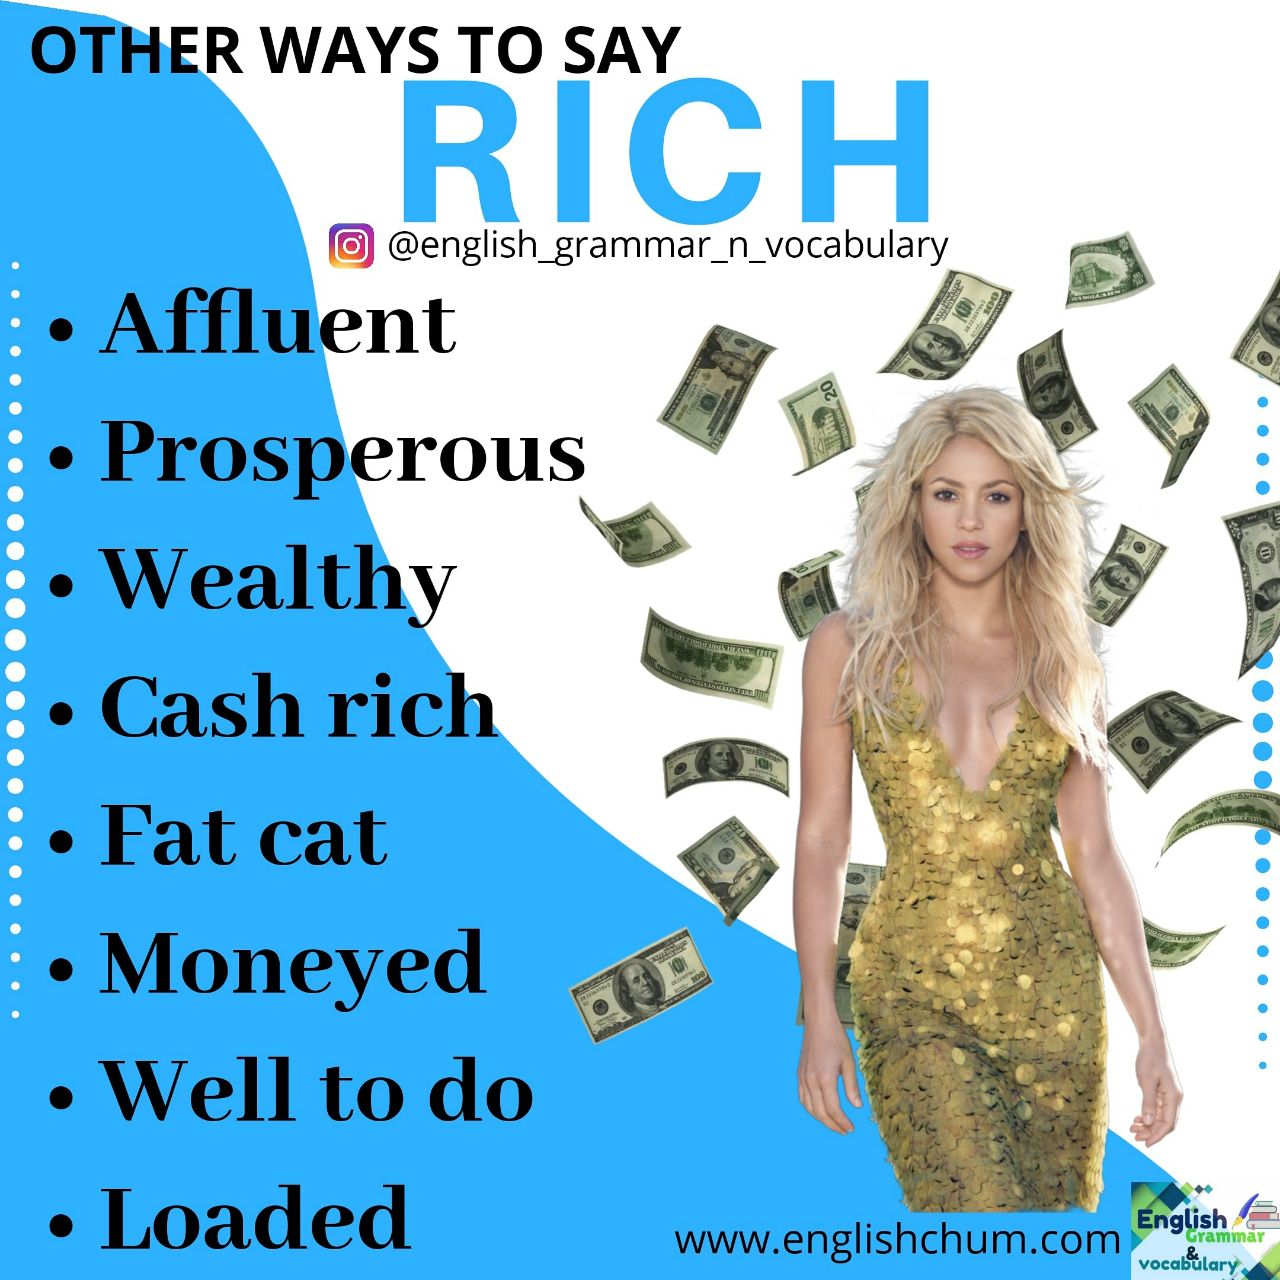 OTHER WAYS TO SAY
RICH
@english_grammar_n_vocabulary
• Affluent
• Prosperous
• Wealthy
• Cash rich
• Fat cat
• Moneyed
• Well to do
• Loaded
www.englishchum.com
English
Grammar
&
vocabulary